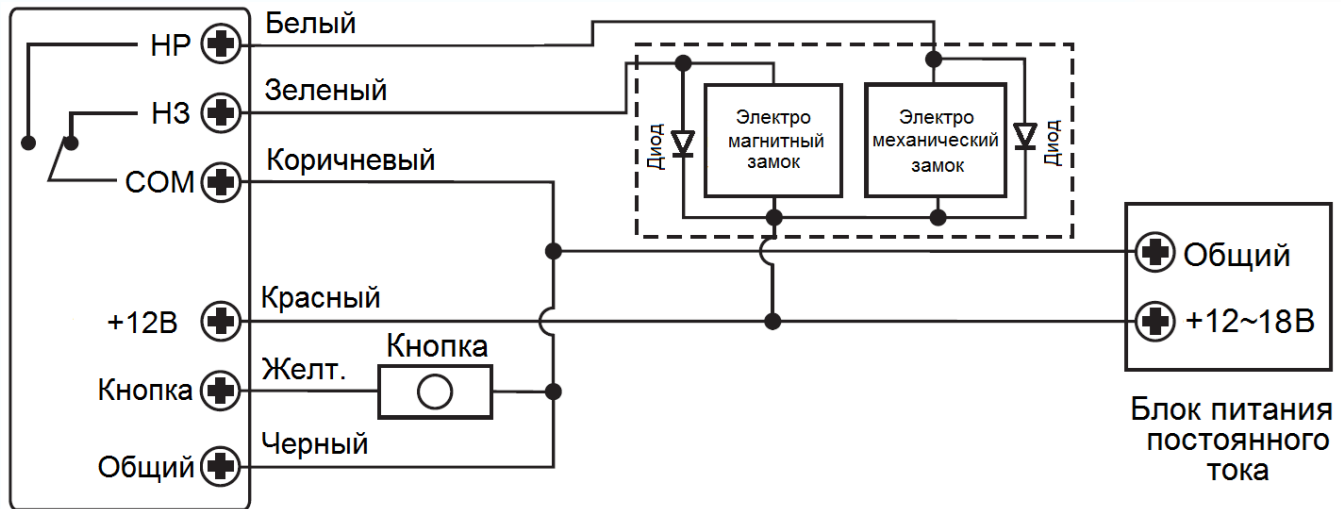 НР
Белый
НЗ
Зеленый
COM
Коричневый
Диод
Электро
магнитный
замок
Электро
механический
замок
Диод
Общий
+12В
Красный
+12~18В
Кнопка
Кнопка
Желт.
Общий
Черный
Блок питания
постоянного
тока